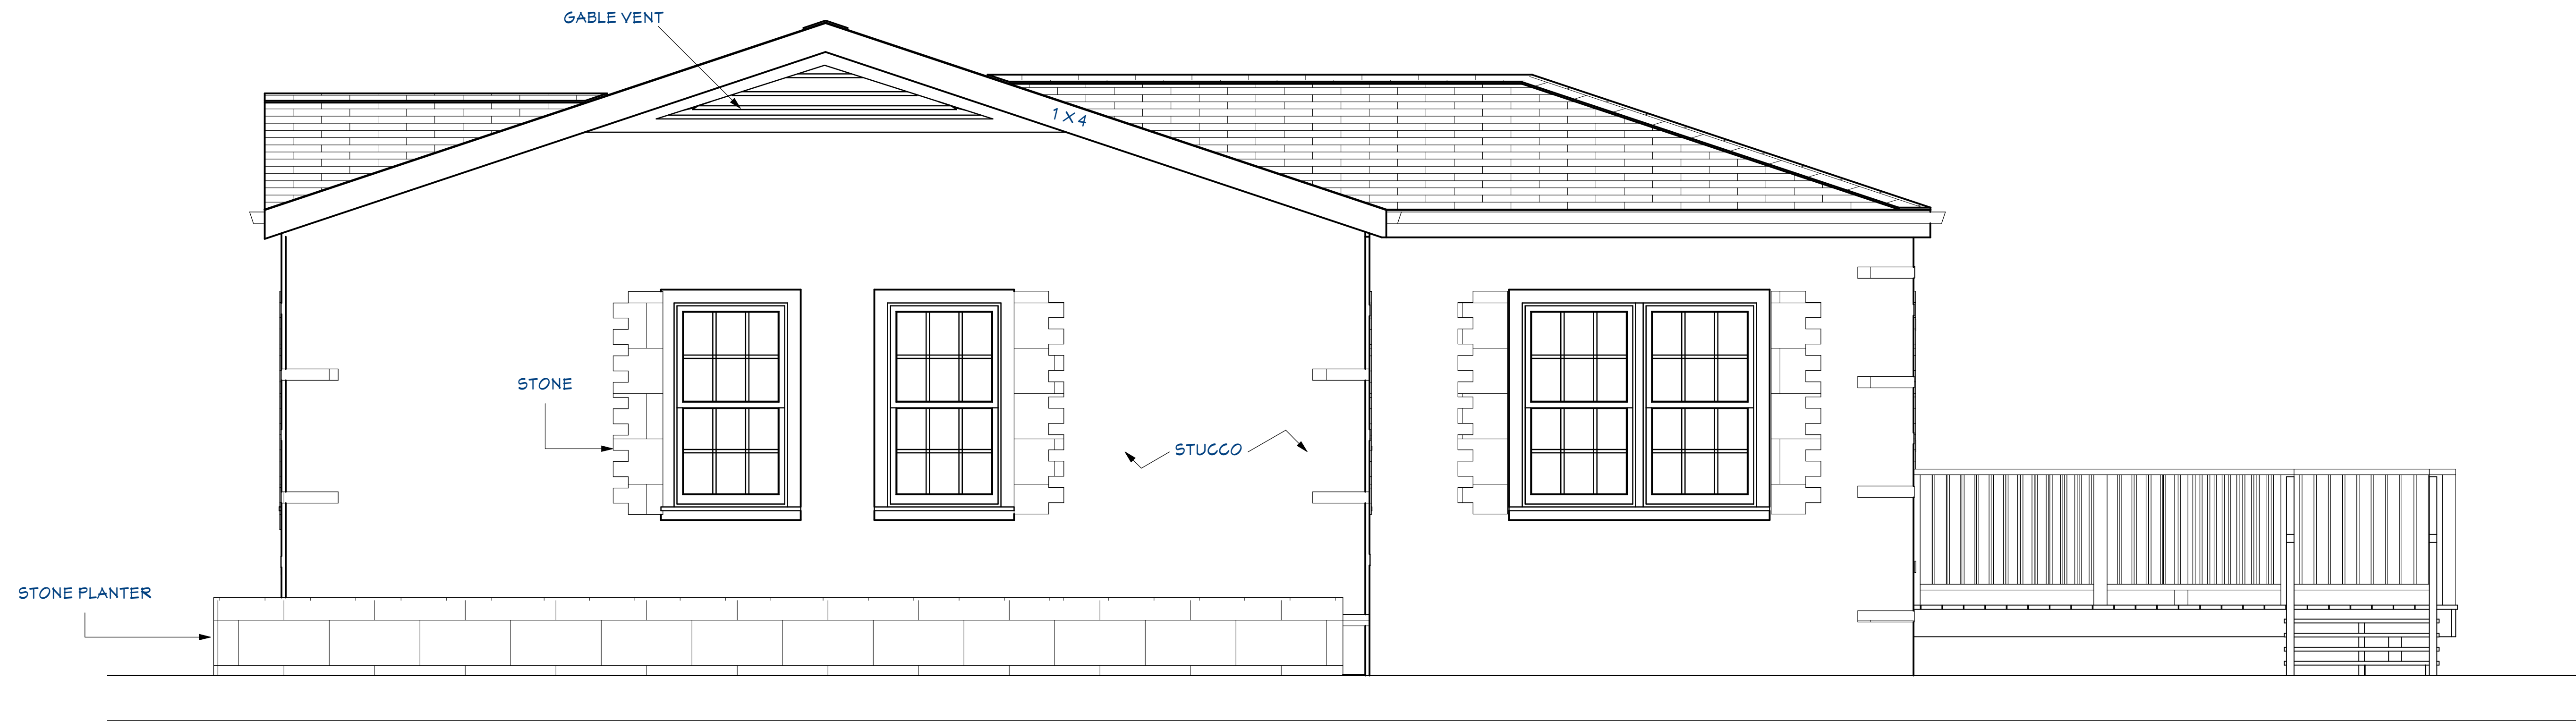 GABLE VENT
1 X 4
STONE
STUCCO
STONE PLANTER